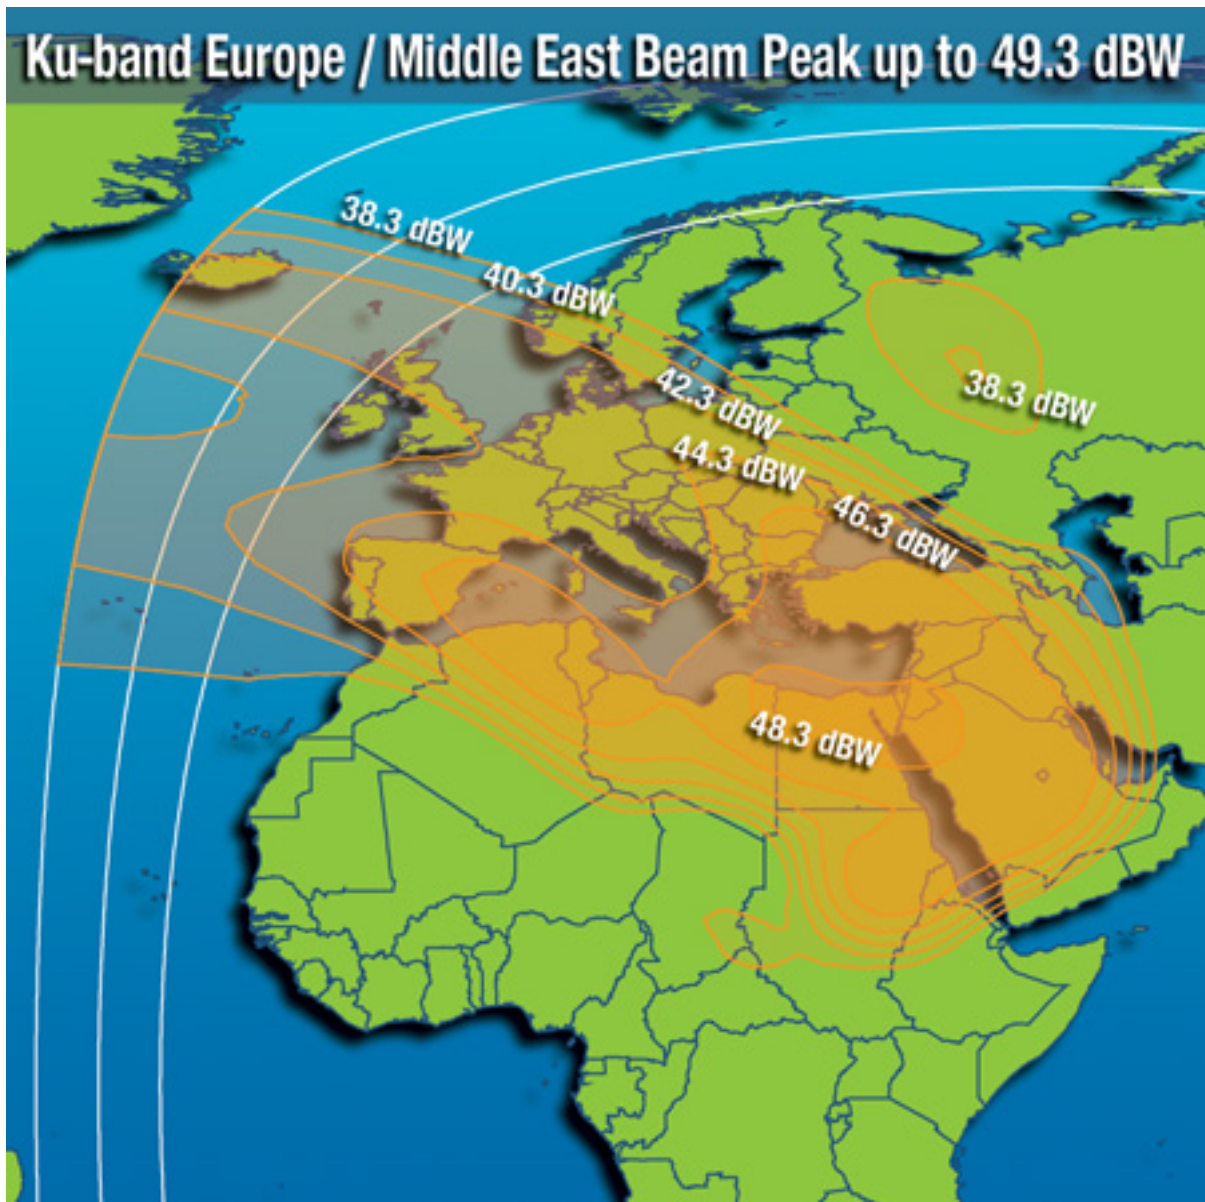 Ku-band Europe / Middle East Beam Peak up to 49.3 dBW
38.3 dBW
40.3 dBW
42.3 dBW
38.3 dBW
44.3 dBW
46.3 dBW
48.3 dBW